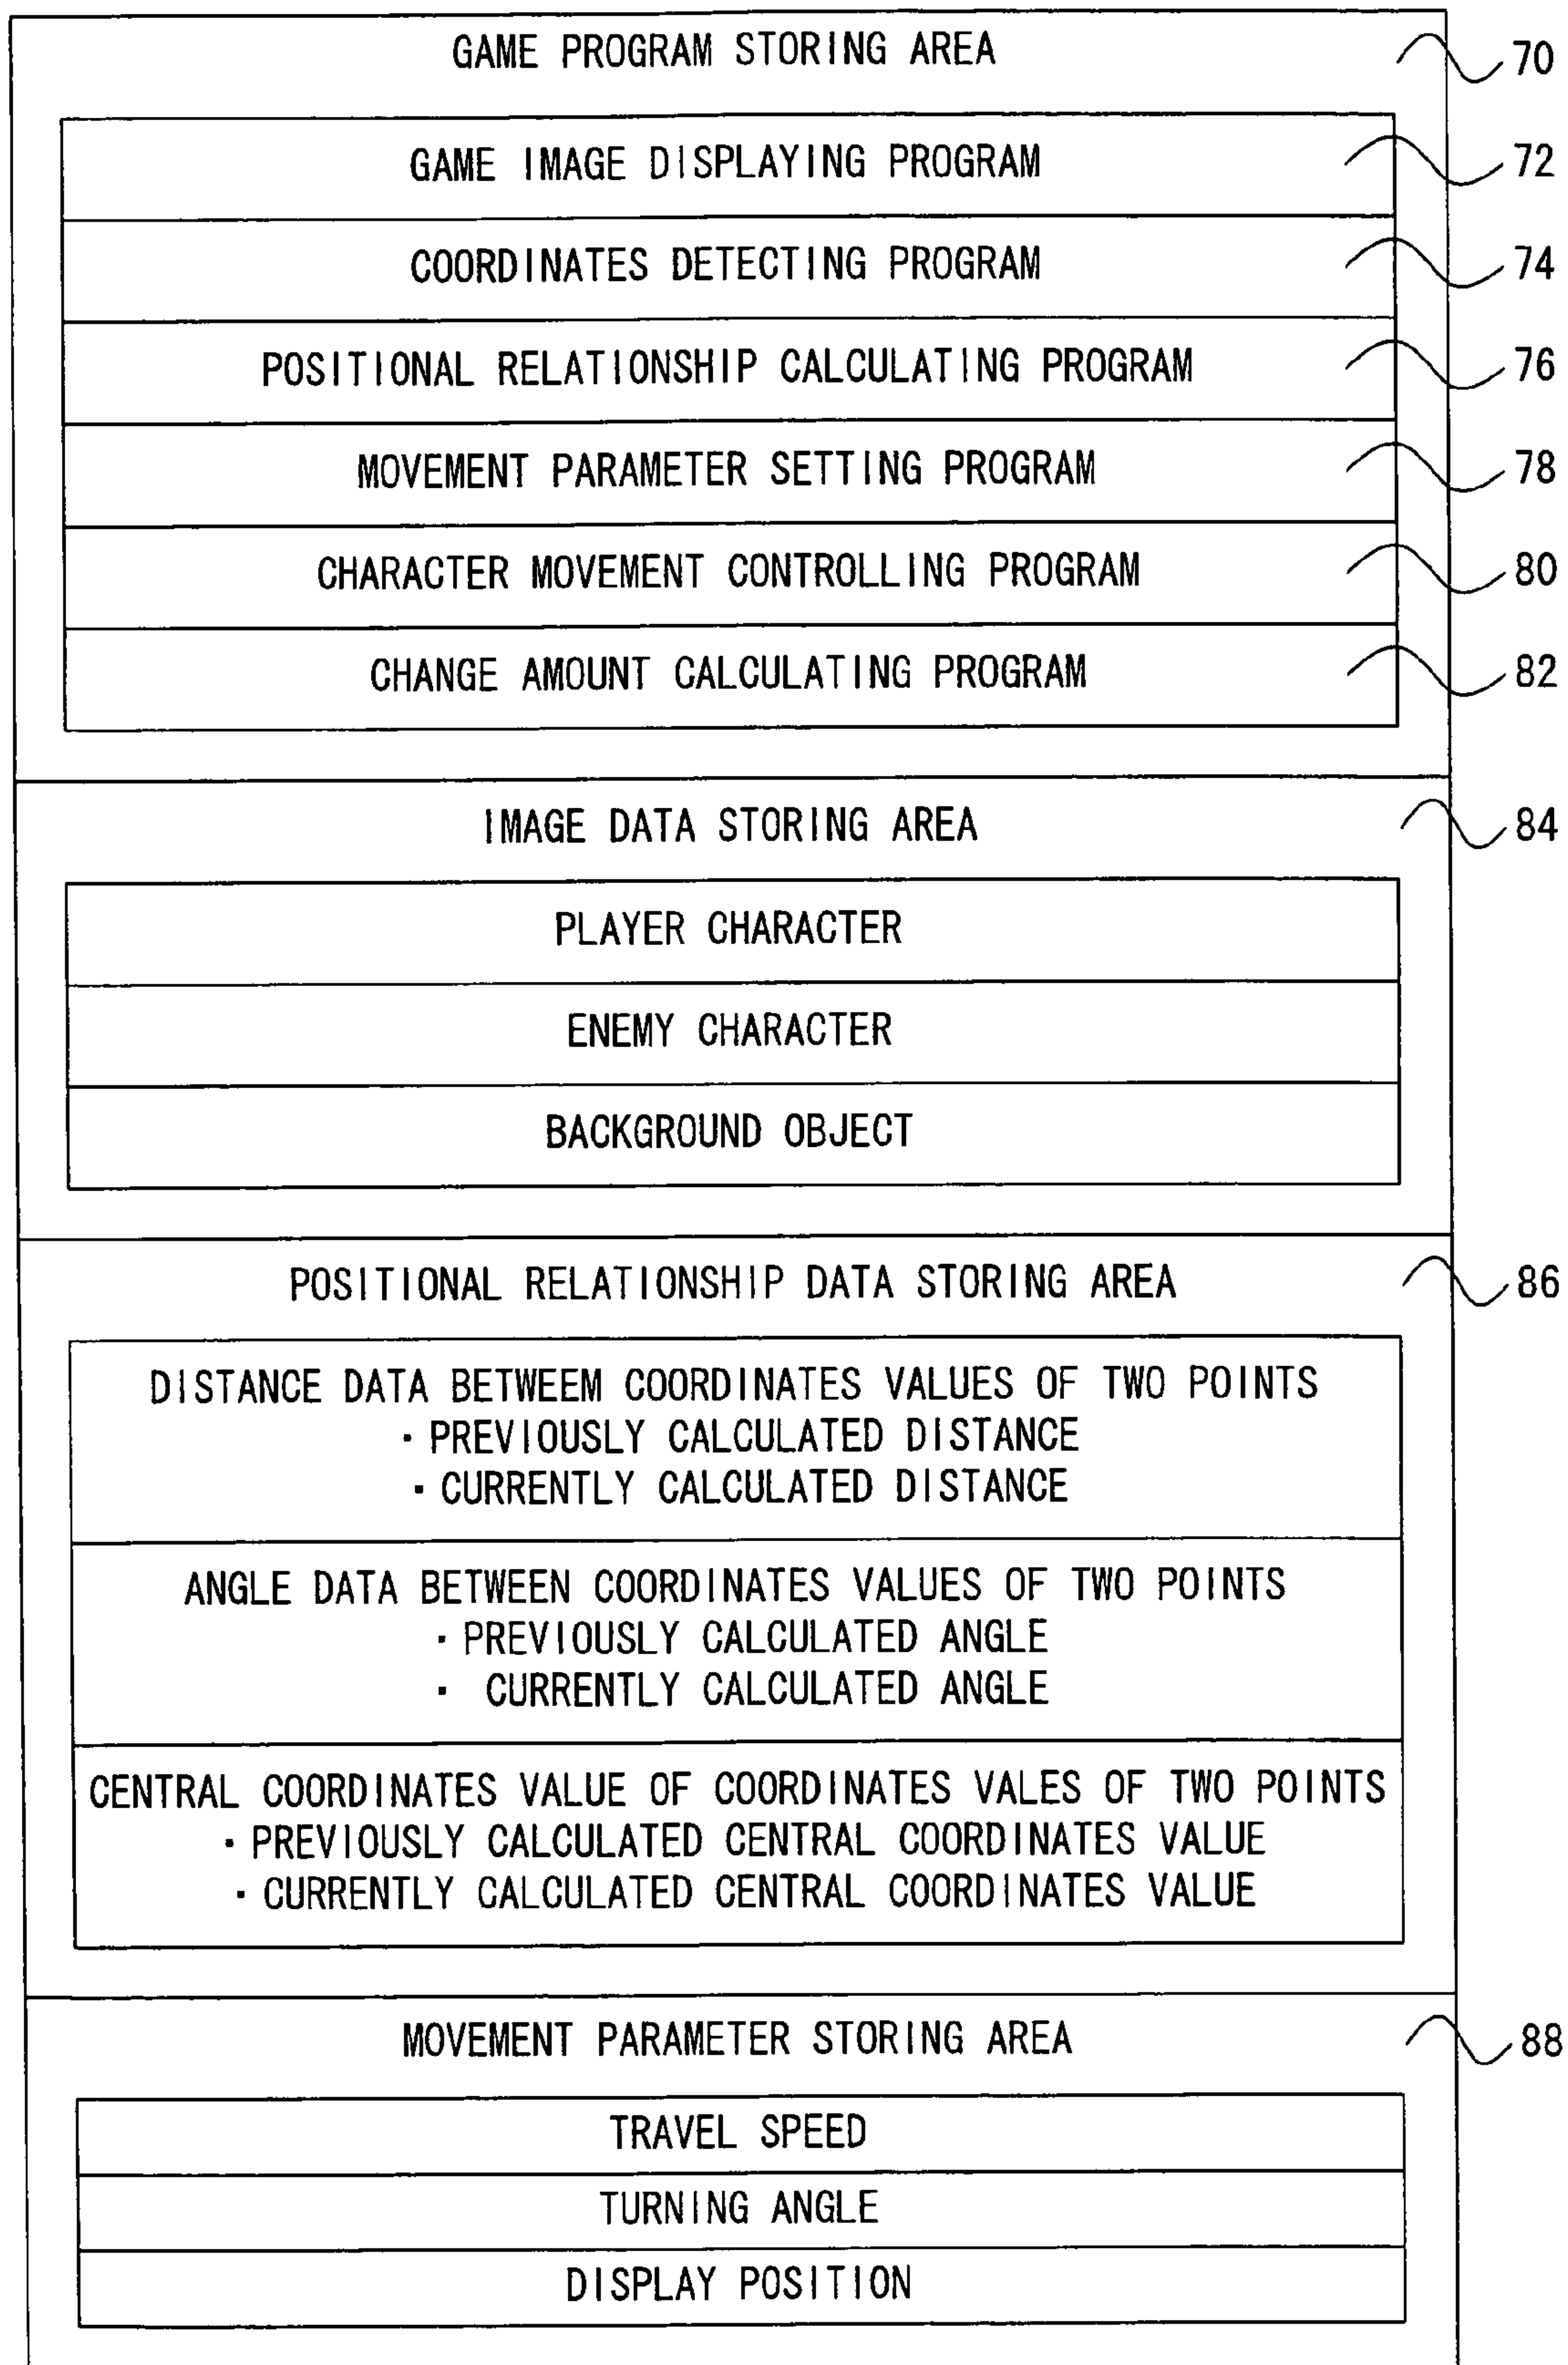 GAME PROGRAM STORING AREA 70
GAME IMAGE DISPLAYING PROGRAM 72
COORDINATES DETECTING PROGRAM 74
POSITIONAL RELATIONSHIP CALCULATING PROGRAM 76
MOVEMENT PARAMETER SETTING PROGRAM 78
CHARACTER MOVEMENT CONTROLLING PROGRAM 80
CHANGE AMOUNT CALCULATING PROGRAM 82
IMAGE DATA STORING AREA 84
PLAYER CHARACTER
ENEMY CHARACTER
BACKGROUND OBJECT
POSITIONAL RELATIONSHIP DATA STORING AREA 86
DISTANCE DATA BETWEEM COORDINATES VALUES OF TWO POINTS
・PREVIOUSLY CALCULATED DISTANCE
・CURRENTLY CALCULATED DISTANCE
ANGLE DATA BETWEEN COORDINATES VALUES OF TWO POINTS
・PREVIOUSLY CALCULATED ANGLE
・ CURRENTLY CALCULATED ANGLE
CENTRAL COORDINATES VALUE OF COORDINATES VALES OF TWO POINTS
・PREVIOUSLY CALCULATED CENTRAL COORDINATES VALUE
・CURRENTLY CALCULATED CENTRAL COORDINATES VALUE
MOVEMENT PARAMETER STORING AREA 88
TRAVEL SPEED
TURNING ANGLE
DISPLAY POSITION